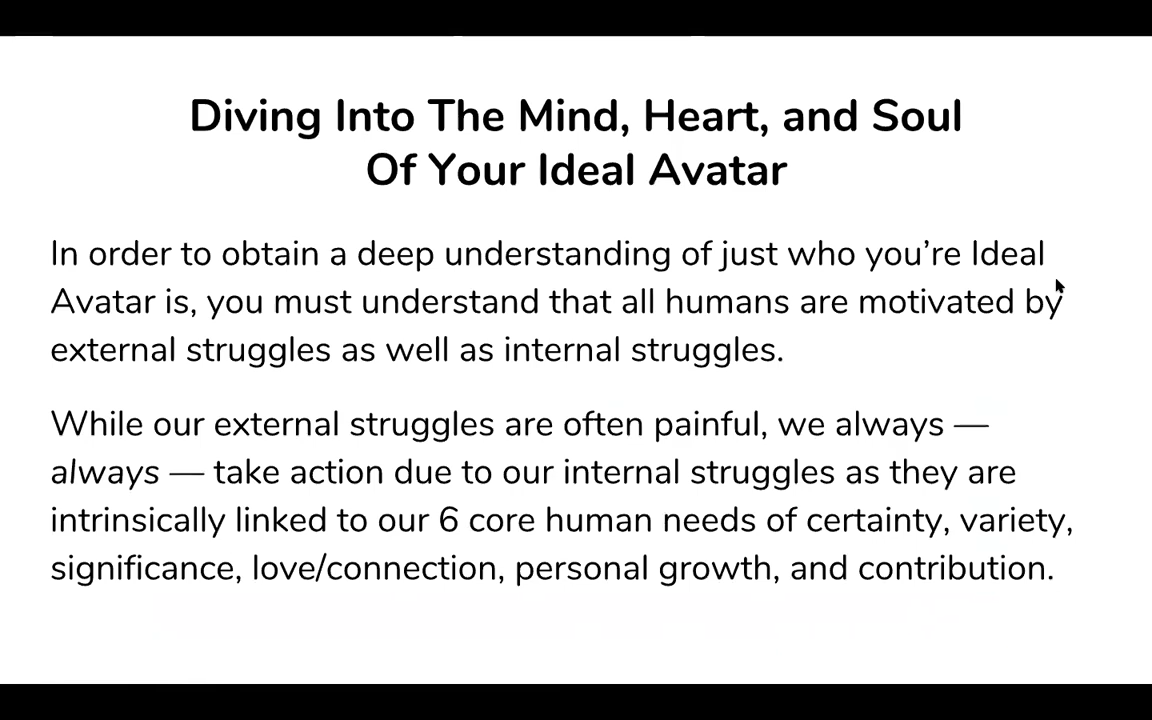 Diving Into The Mind, Heart, and Soul
Of Your Ideal Avatar
In order to obtain a deep understanding of just who you’re Ideal
Avatar is, you must understand that all humans are motivated by
external struggles as well as internal struggles.
While our external struggles are often painful, we always —
always — take action due to our internal struggles as they are
intrinsically linked to our 6 core human needs of certainty, variety,
significance, love/connection, personal growth, and contribution.